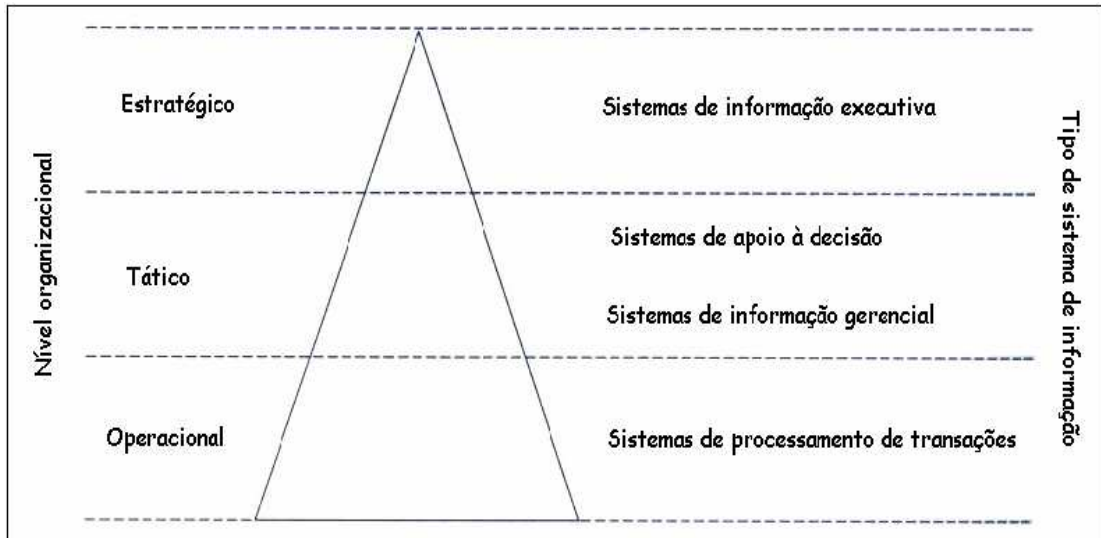 Nível organizacional
Estratégico
Sistemas de informação executiva
Tático
Sistemas de apoio à decisão
Sistemas de informação gerencial
Operacional
Sistemas de processamento de transações
Tipo de sistema de informação